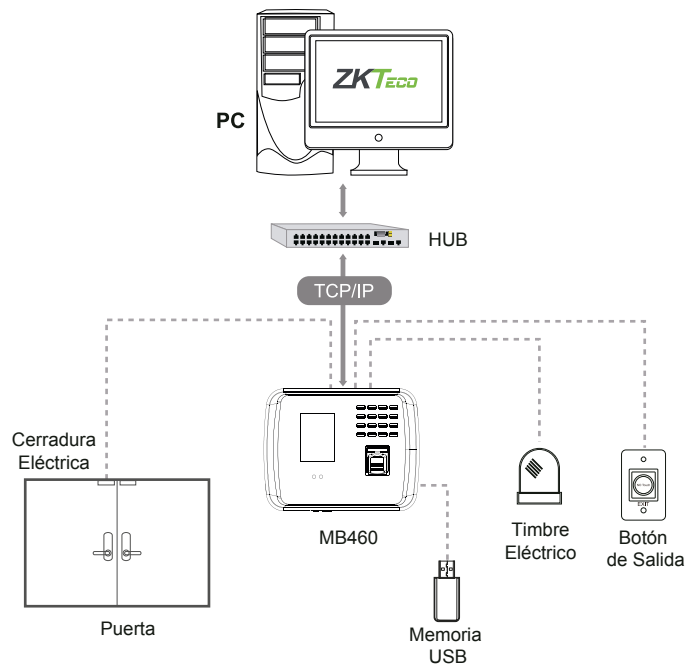 ZKTECO
PC
HUB
TCP/IP
Cerradura
Eléctrica
MB460
Timbre
Eléctrico
EXIT
Botón
de Salida
Puerta
Memoria
USB